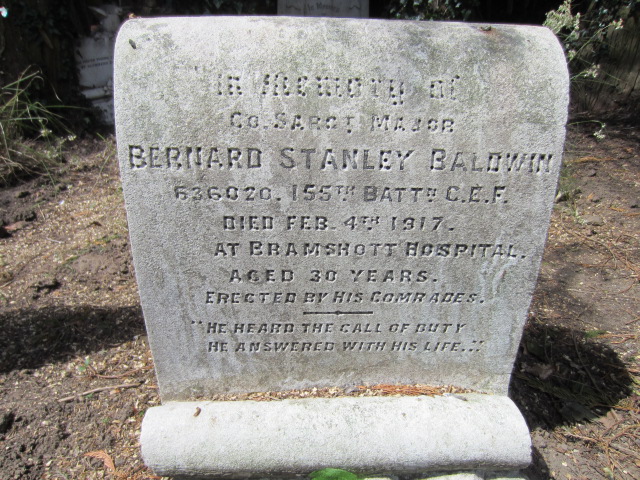 IN MEMORY OF
CO. SARGT MAJOR
BERNARD STANLEY BALDWIN
636020. 155TH BATTN C.E.F.
DIED FEB. 4TH 1917.
AT BRAMSHOTT HOSPITAL.
AGED 30 YEARS.
ERECTED BY HIS COMRADES.
"HE HEARD THE CALL OF DUTY
HE ANSWERED WITH HIS LIFE."